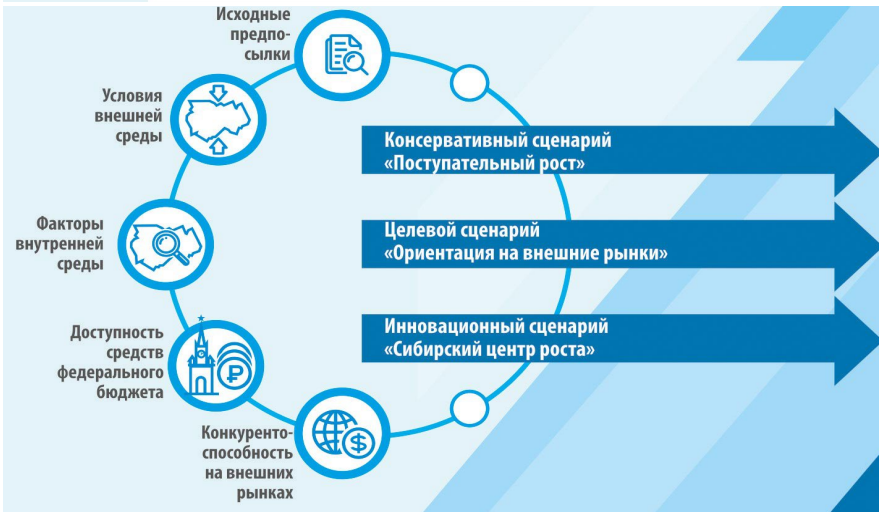 Исходные
предпо-
сылки
Условия
внешней
среды
Факторы
внутренней
среды
Доступность
средств
федерального
бюджета
Конкуренто-
способность
на внешних
рынках
Консервативный сценарий
«Поступательный рост»
Целевой сценарий
«Ориентация на внешние рынки»
Инновационный сценарий
«Сибирский центр роста»